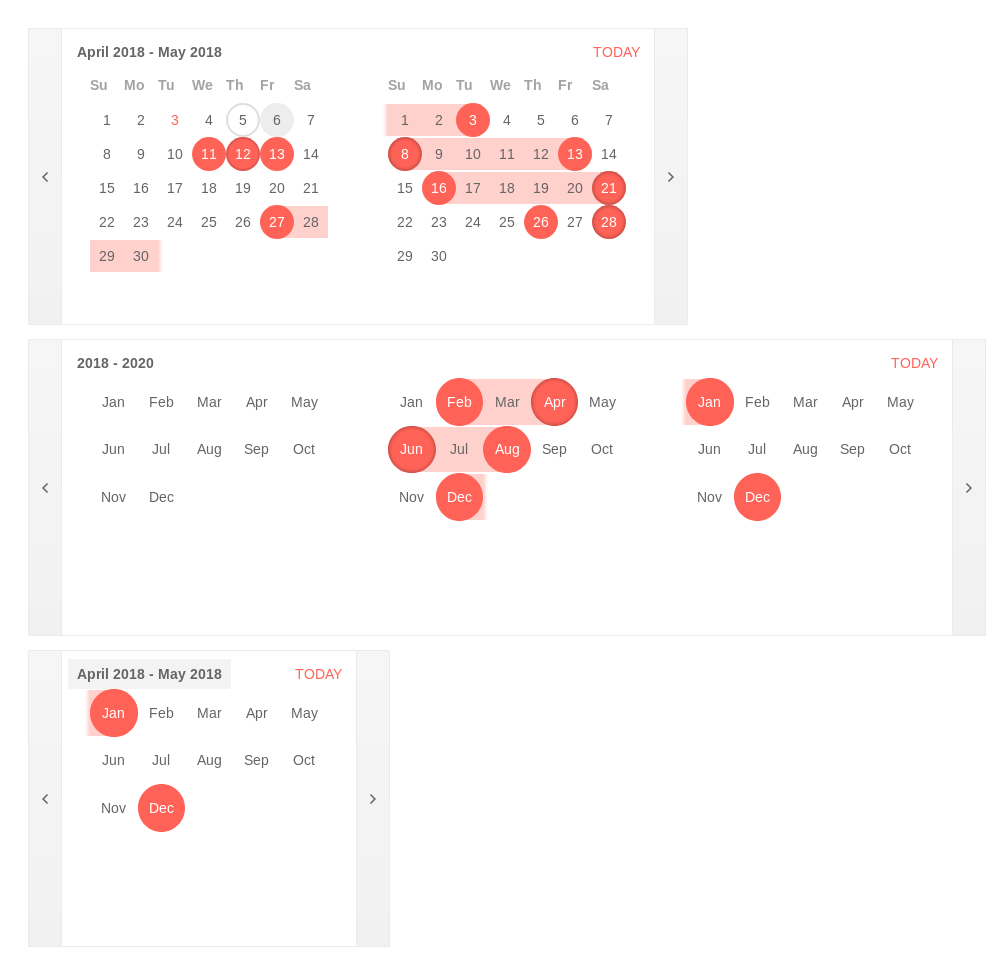 April 2018 - May 2018 TODAY
Su Mo Tu We Th Fr Sa Su Mo Tu We Th Fr Sa
1 2 3 4 5 6 7 1 2 3 4 5 6 7
8 9 10 11 12 13 14 8 9 10 11 12 13 14
15 16 17 18 19 20 21 15 16 17 18 19 20 21
22 23 24 25 26 27 28 22 23 24 25 26 27 28
29 30 29 30
2018 - 2020 TODAY
Jan Feb Mar Apr May Jan Feb Mar Apr May Jan Feb Mar Apr May
Jun Jul Aug Sep Oct Jun Jul Aug Sep Oct Jun Jul Aug Sep Oct
Nov Dec Nov Dec Nov Dec
April 2018 - May 2018 TODAY
Jan Feb Mar Apr May
Jun Jul Aug Sep Oct
Nov Dec